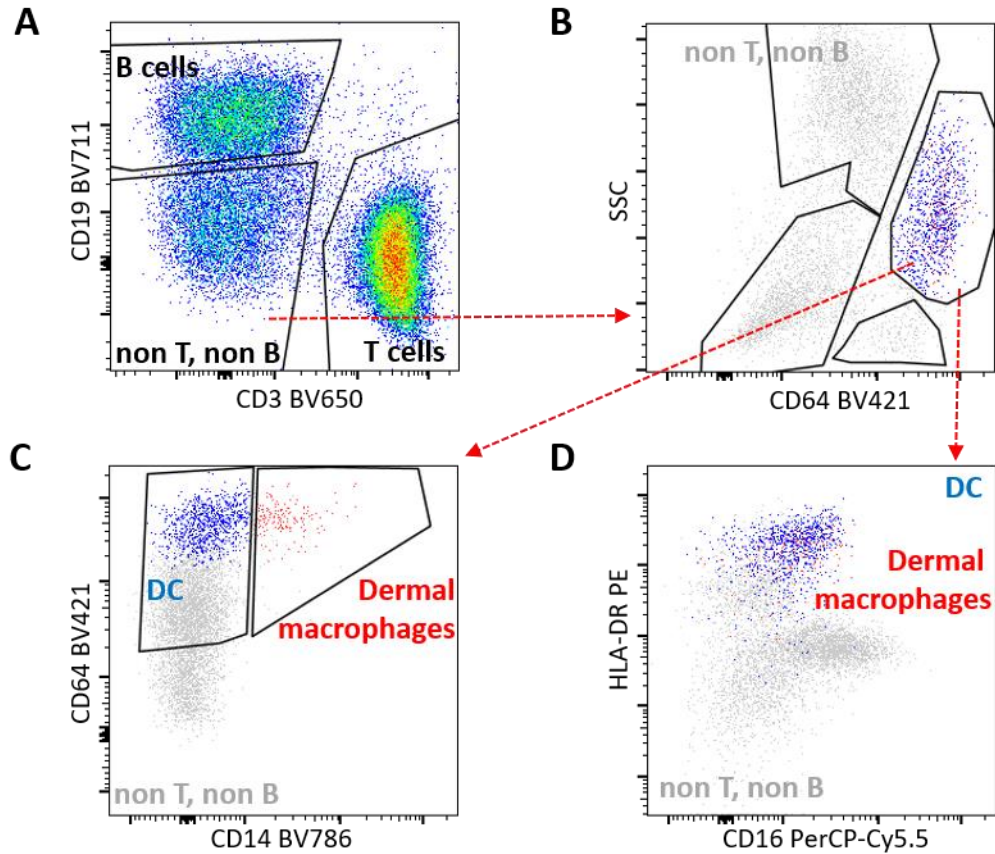 A
B cells
CD19 BV711
non T, non B
T cells
CD3 BV650
B
non T, non B
SSC
CD64 BV421
C
DC
Dermal
macrophages
CD64 BV421
non T, non B
CD14 BV786
D
DC
Dermal
macrophages
HLA-DR PE
non T, non B
CD16 PerCP-Cy5.5